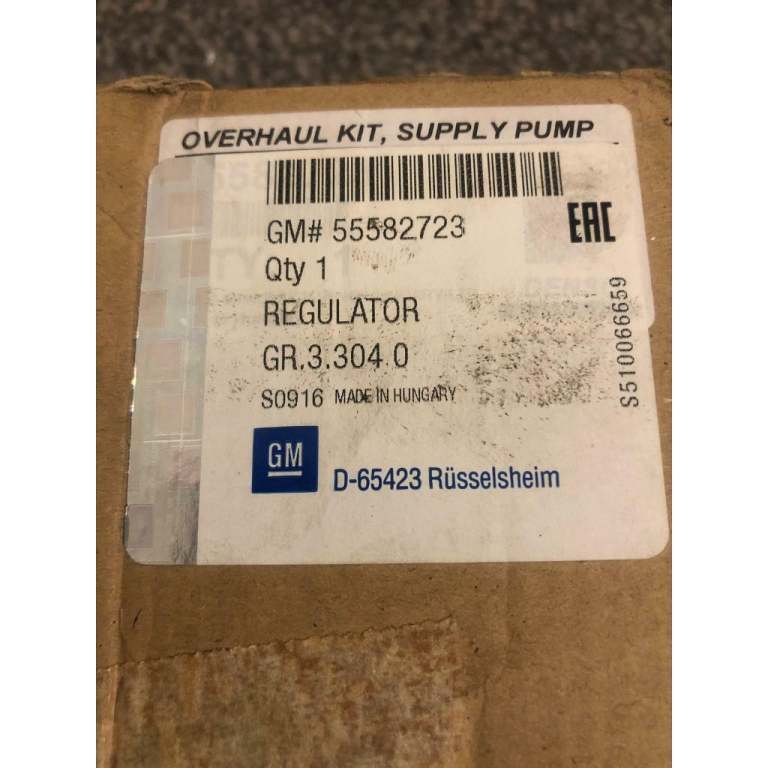 OVERHAUL KIT, SUPPLY PUMP
GM# 55582723
EAC
Qty 1
REGULATOR
GR.3.304 0
S0916 MADE IN HUNGARY
S510066659
GM
D-65423 Rüsselsheim